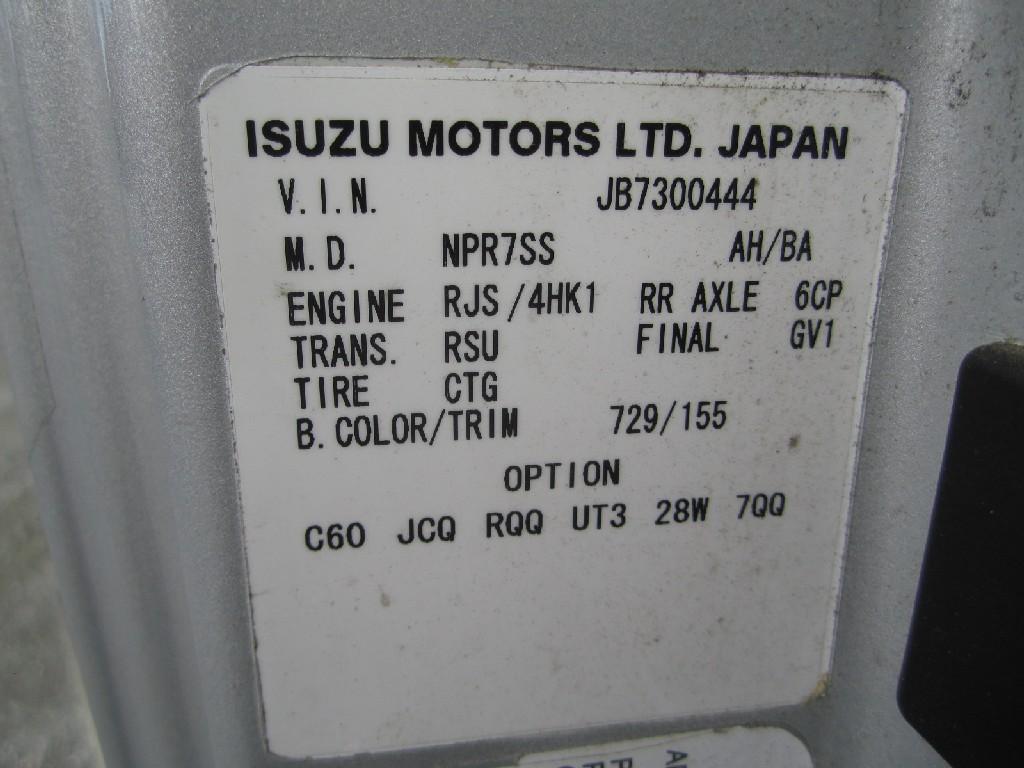 ISUZU MOTORS LTD. JAPAN
V.I.N. JB7300444
M.D. NPR7SS AH/BA
ENGINE RJS/4HK1 RR AXLE 6CP
TRANS. RSU FINAL GV1
TIRE CTG
B.COLOR/TRIM 729/155
OPTION
C60 JCQ RQQ UT3 28W 7QQ